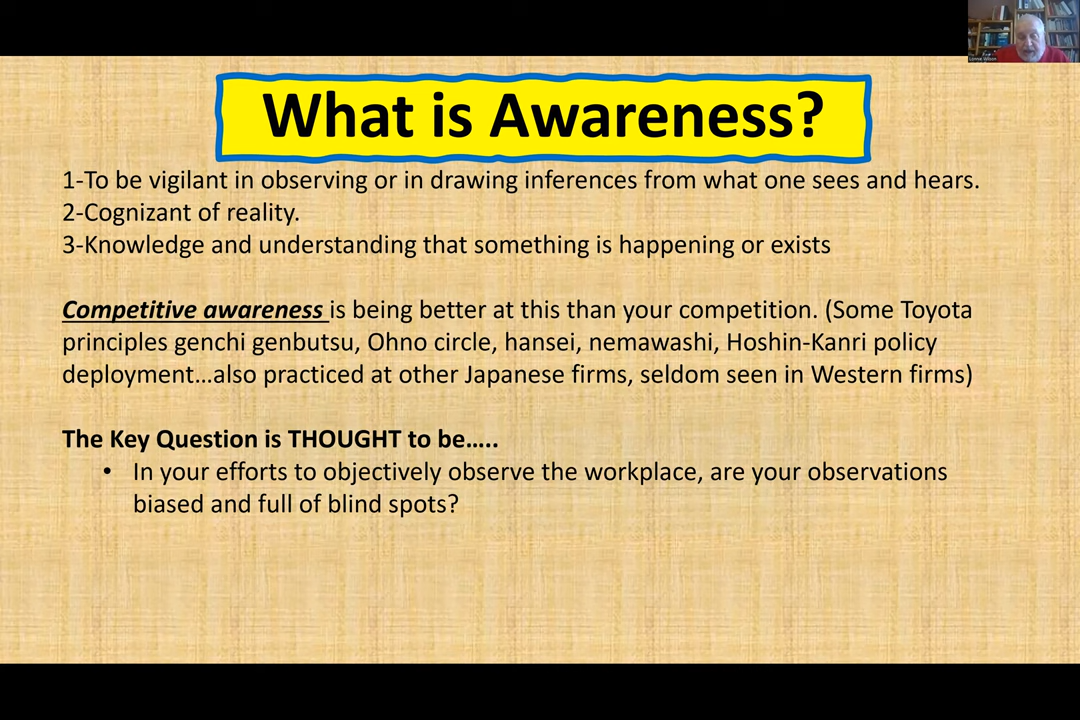 Lonnie Wilson
What is Awareness?
1-To be vigilant in observing or in drawing inferences from what one sees and hears.
2-Cognizant of reality.
3-Knowledge and understanding that something is happening or exists
Competitive awareness is being better at this than your competition. (Some Toyota
principles genchi genbutsu, Ohno circle, hansei, nemawashi, Hoshin-Kanri policy
deployment...also practiced at other Japanese firms, seldom seen in Western firms)
The Key Question is THOUGHT to be.....
• In your efforts to objectively observe the workplace, are your observations
biased and full of blind spots?